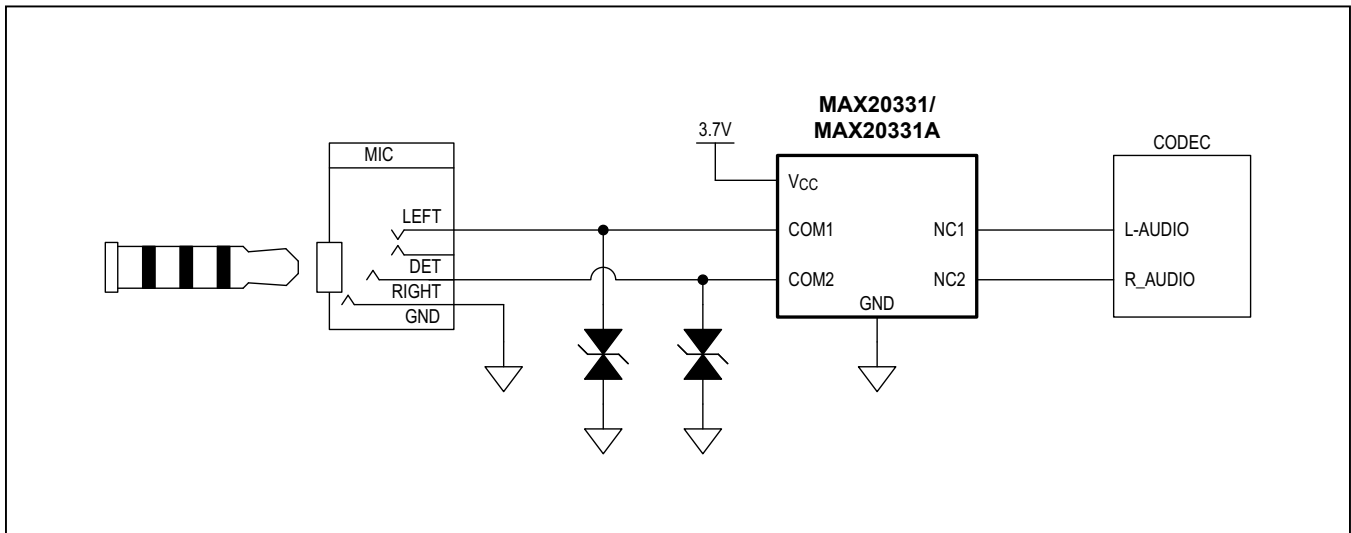 MAX20331/
MAX20331A
3.7V
MIC
CODEC
VCC
LEFT
COM1
NC1
L-AUDIO
DET
COM2
NC2
R_AUDIO
RIGHT
GND
GND